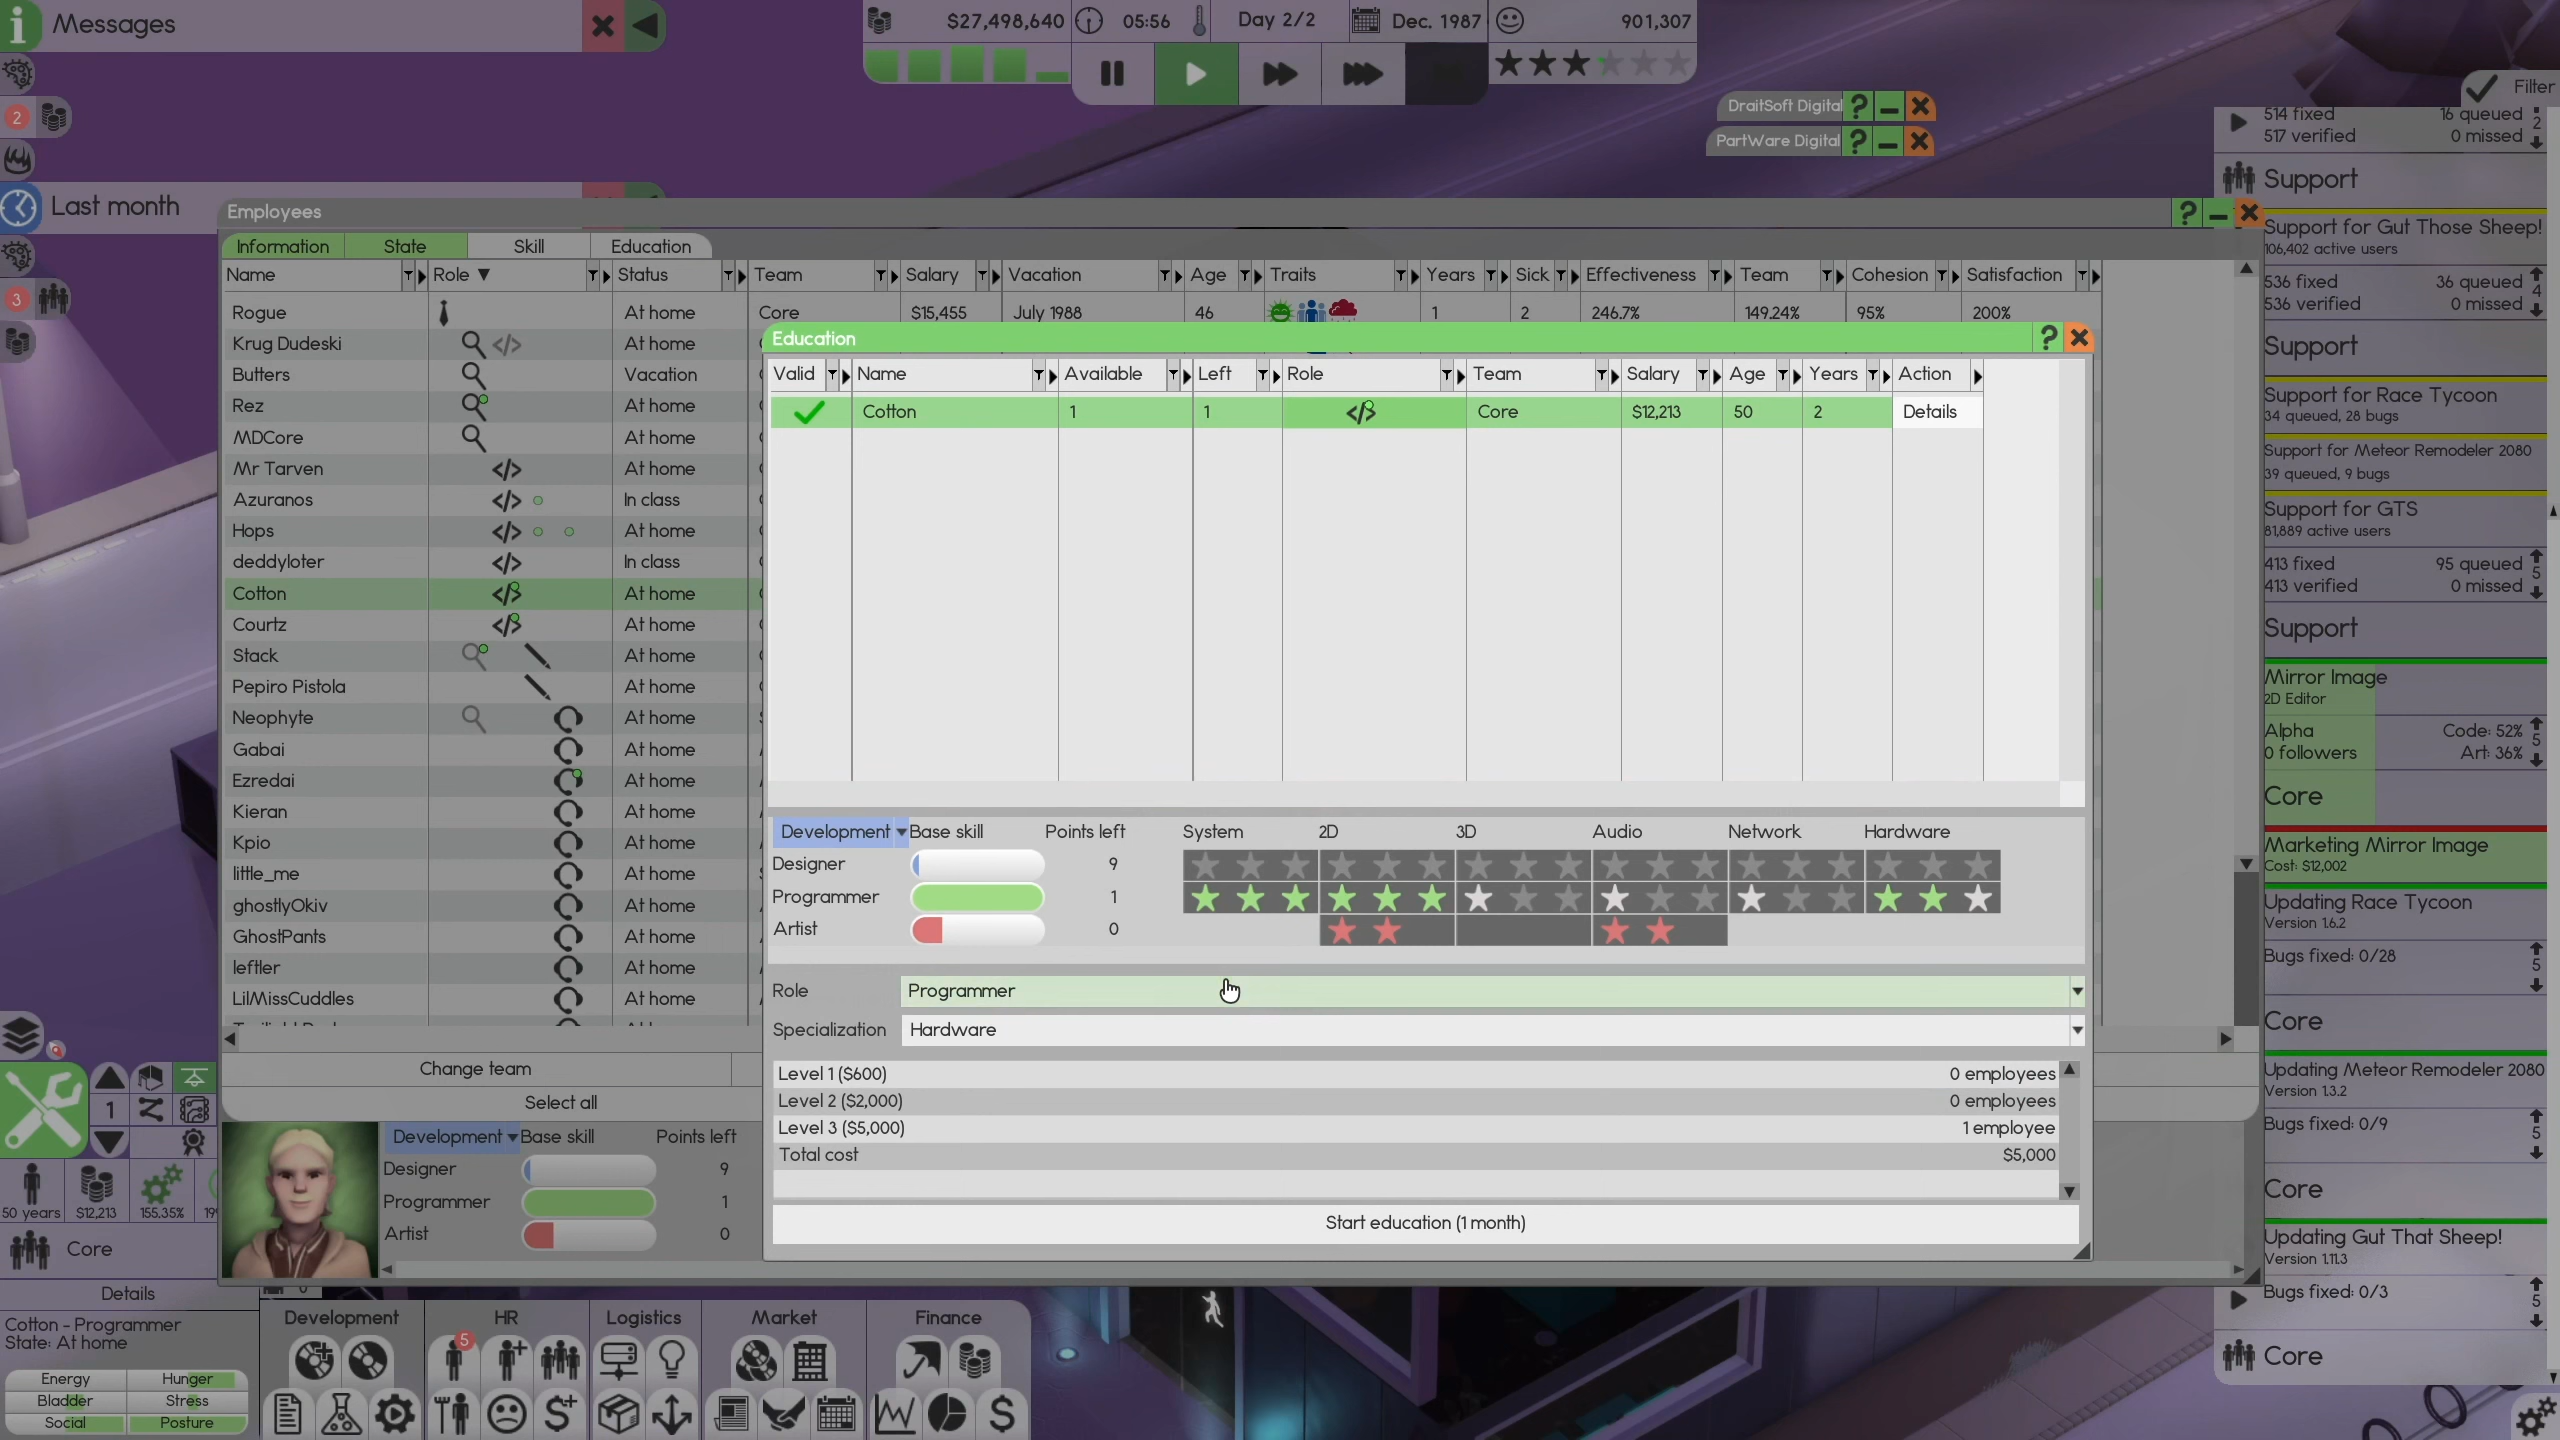 Messages
$27,498,640
05:56
Day 2/2
Dec. 1987
901,307
Filter
DraitSoft Digital
PartWare Digital
2
Last month
3
Employees
Information State Skill Education
Name Role Status Team Salary Vacation Age Traits Years Sick Effectiveness Team Cohesion Satisfaction
Rogue At home Core $15,455 July 1988 46 1 2 246.7% 149.24% 95% 200%
Krug Dudeski At home
Butters Vacation
Rez At home
MDCore At home
Mr Tarven At home
Azuranos In class
Hops At home
deddyloter In class
Cotton At home
Courtz At home
Stack At home
Pepiro Pistola At home
Neophyte At home
Gabai At home
Ezredai At home
Kieran At home
Kpio At home
little_me At home
ghostlyOkiv At home
GhostPants At home
leftler At home
LilMissCuddles At home
Change team
Select all
Development Base skill Points left
Designer 9
Programmer 1
Artist 0
Education
Valid Name Available Left Role Team Salary Age Years Action
Cotton 1 1 Core $12,213 50 2 Details
Development Base skill Points left System 2D 3D Audio Network Hardware
Designer 9
Programmer 1
Artist 0
Role Programmer
Specialization Hardware
Level 1 ($600) 0 employees
Level 2 ($2,000) 0 employees
Level 3 ($5,000) 1 employee
Total cost $5,000
Start education (1 month)
514 fixed 16 queued
517 verified 0 missed
2
Support
Support for Gut Those Sheep!
106,402 active users
536 fixed 36 queued
536 verified 0 missed
4
Support
Support for Race Tycoon
34 queued, 28 bugs
Support for Meteor Remodeler 2080
39 queued, 9 bugs
Support for GTS
81,889 active users
413 fixed 95 queued
413 verified 0 missed
5
Support
Mirror Image
2D Editor
Alpha Code: 52%
0 followers Art: 36%
5
Core
Marketing Mirror Image
Cost: $12,002
Updating Race Tycoon
Version 1.6.2
Bugs fixed: 0/28
5
Core
Updating Meteor Remodeler 2080
Version 1.3.2
Bugs fixed: 0/9
5
Core
Updating Gut That Sheep!
Version 1.11.3
Bugs fixed: 0/3
5
Core
1
50 years $12,213 155.35%
Core
Details
Cotton - Programmer
State: At home
Energy Hunger
Bladder Stress
Social Posture
Development HR Logistics Market Finance
5